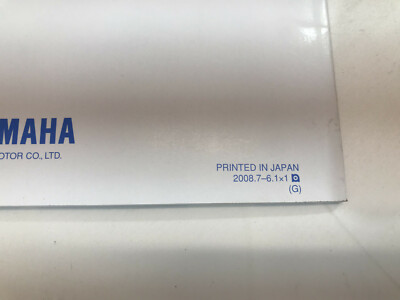 MAHA
OTOR CO., LTD.
PRINTED IN JAPAN
2008.7–6.1×1
(G)